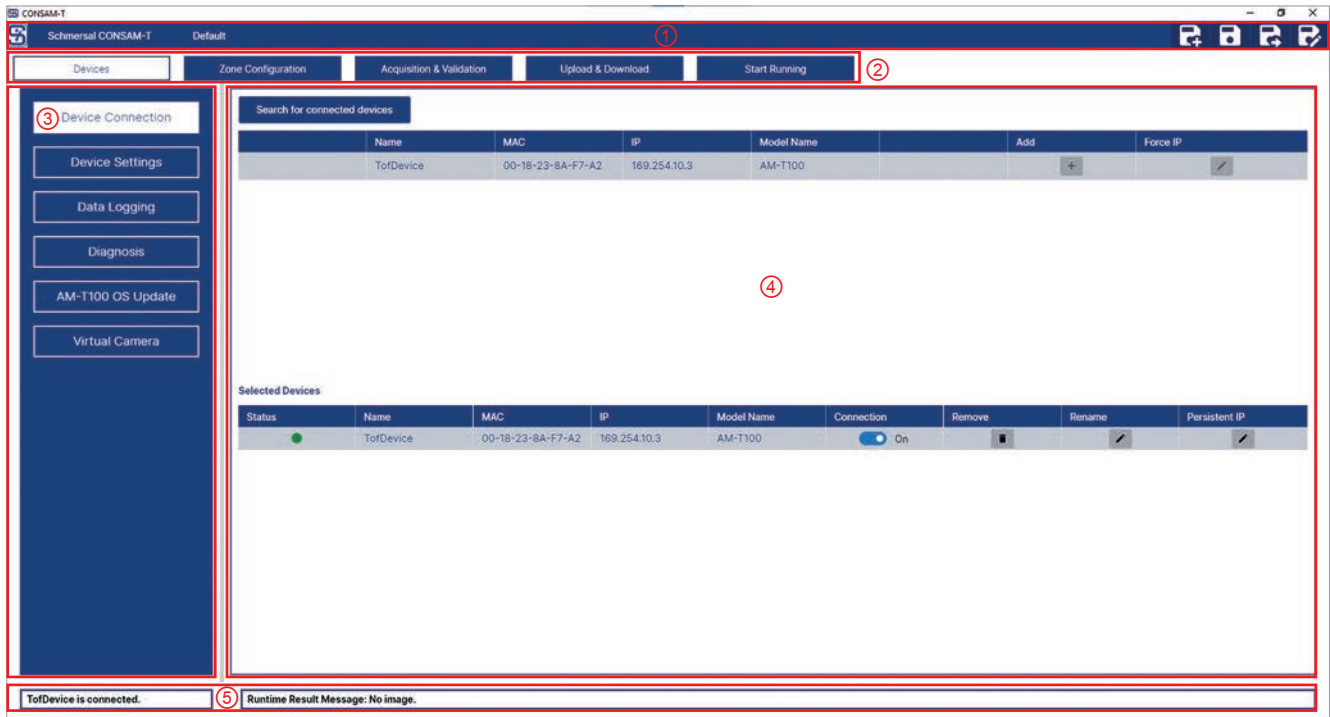 CONSAM-T
Schmersal CONSAM-T Default ①
Devices Zone Configuration Acquisition & Validation Upload & Download Start Running ②
③ Device Connection
Device Settings
Data Logging
Diagnosis
AM-T100 OS Update
Virtual Camera
Search for connected devices
Name MAC IP Model Name Add Force IP
TofDevice 00-18-23-8A-F7-A2 169.254.10.3 AM-T100 +
④
Selected Devices
Status Name MAC IP Model Name Connection Remove Rename Persistent IP
TofDevice 00-18-23-8A-F7-A2 169.254.10.3 AM-T100 On
TofDevice is connected. ⑤ Runtime Result Message: No image.